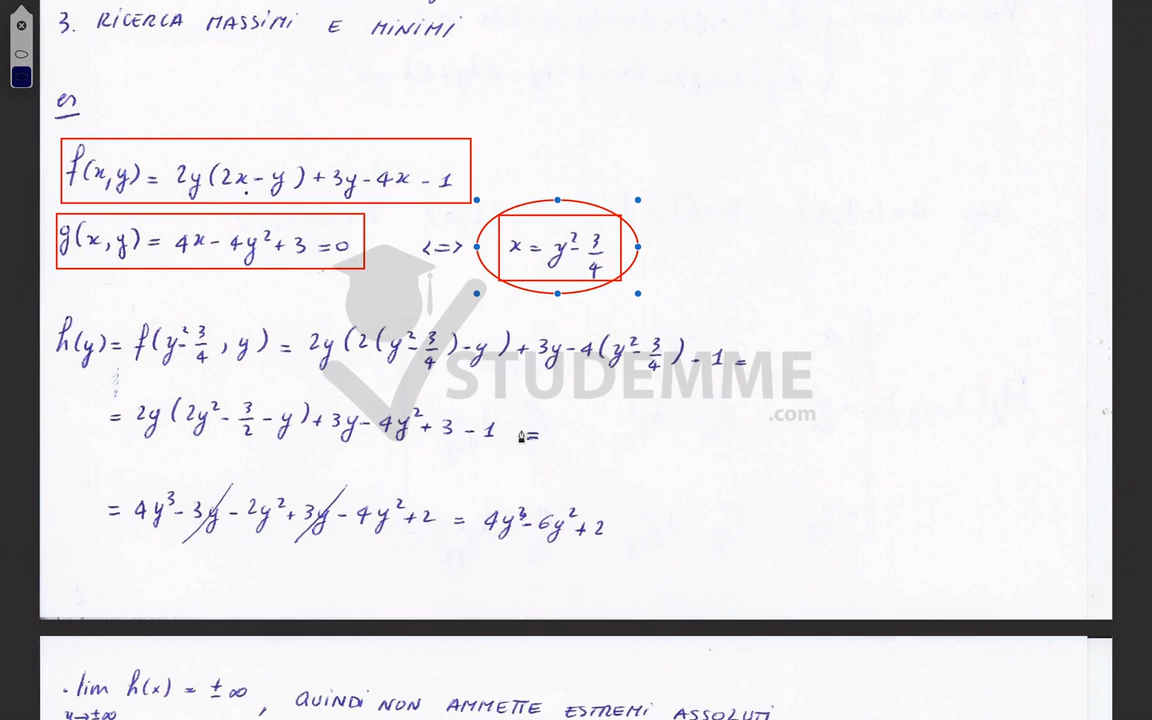 3. RICERCA MASSIMI E MINIMI
es
f(x,y) = 2y(2x-y)+3y-4x-1
g(x,y) = 4x-4y²+3=0 <=> x = y²-3/4
h(y)= f(y²-3/4, y) = 2y(2(y²-3/4)-y)+3y-4(y²-3/4)-1 =
STUDEMME
.com
= 2y(2y²-3/2-y)+3y-4y²+3-1 =
= 4y³-3y-2y²+3y-4y²+2 = 4y³-6y²+2
. lim h(x) = ±∞, QUINDI NON AMMETTE ESTREMI ASSOLUTI